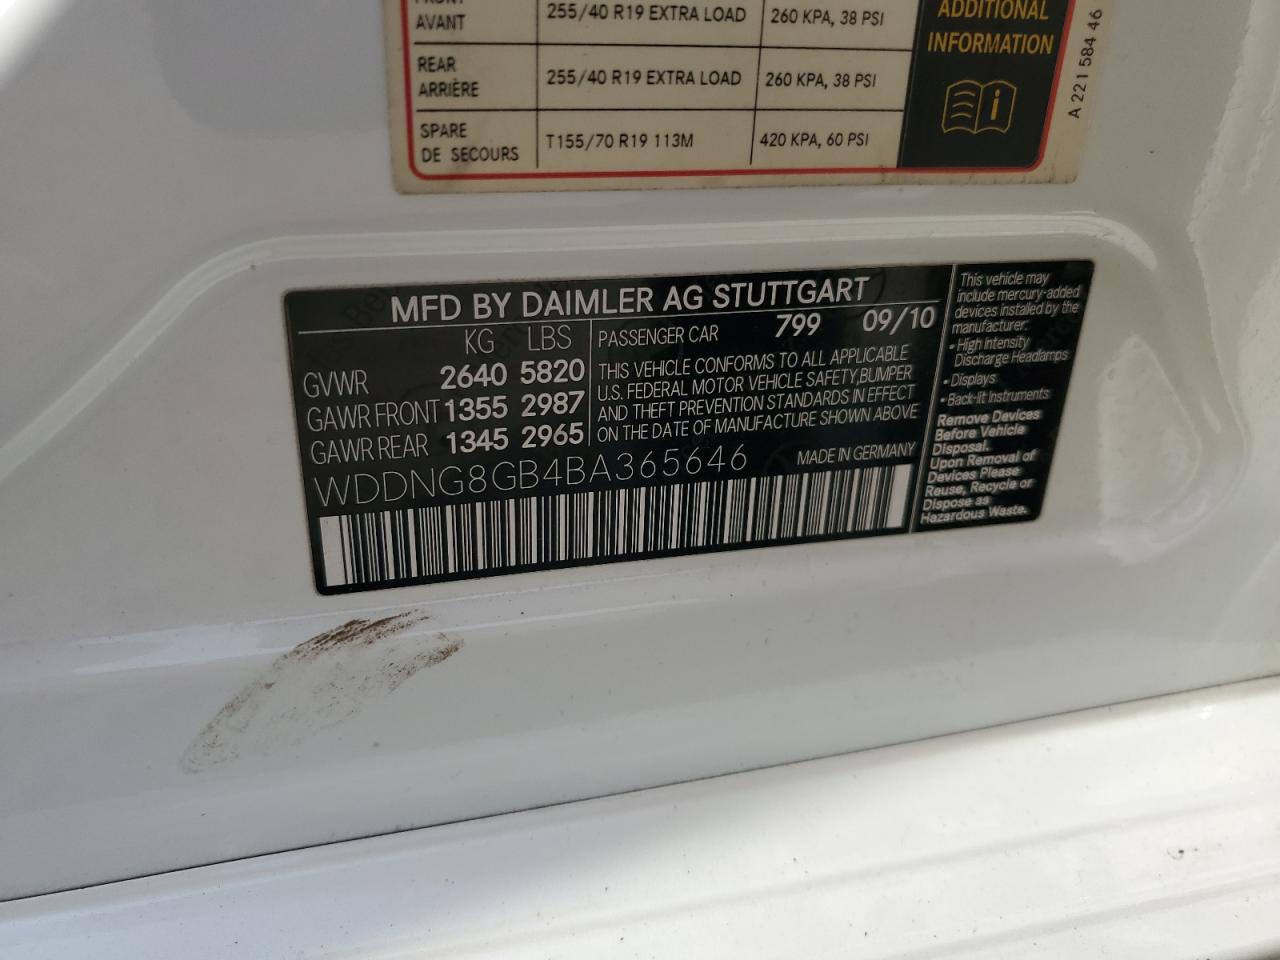 AVANT 255/40 R19 EXTRA LOAD 260 KPA, 38 PSI
REAR
ARRIÈRE 255/40 R19 EXTRA LOAD 260 KPA, 38 PSI
SPARE
DE SECOURS T155/70 R19 113M 420 KPA, 60 PSI
ADDITIONAL
INFORMATION
A 221 584 46
MFD BY DAIMLER AG STUTTGART
KG LBS
GVWR 2640 5820
GAWR FRONT 1355 2987
GAWR REAR 1345 2965
PASSENGER CAR 799 09/10
THIS VEHICLE CONFORMS TO ALL APPLICABLE
U.S. FEDERAL MOTOR VEHICLE SAFETY,BUMPER
AND THEFT PREVENTION STANDARDS IN EFFECT
ON THE DATE OF MANUFACTURE SHOWN ABOVE
WDDNG8GB4BA365646 MADE IN GERMANY
This vehicle may
include mercury-added
devices installed by the
manufacturer:
• High Intensity
Discharge Headlamps
• Displays
• Back-lit Instruments
Remove Devices
Before Vehicle
Disposal.
Upon Removal of
Devices Please
Reuse, Recycle or
Dispose as
Hazardous Waste.